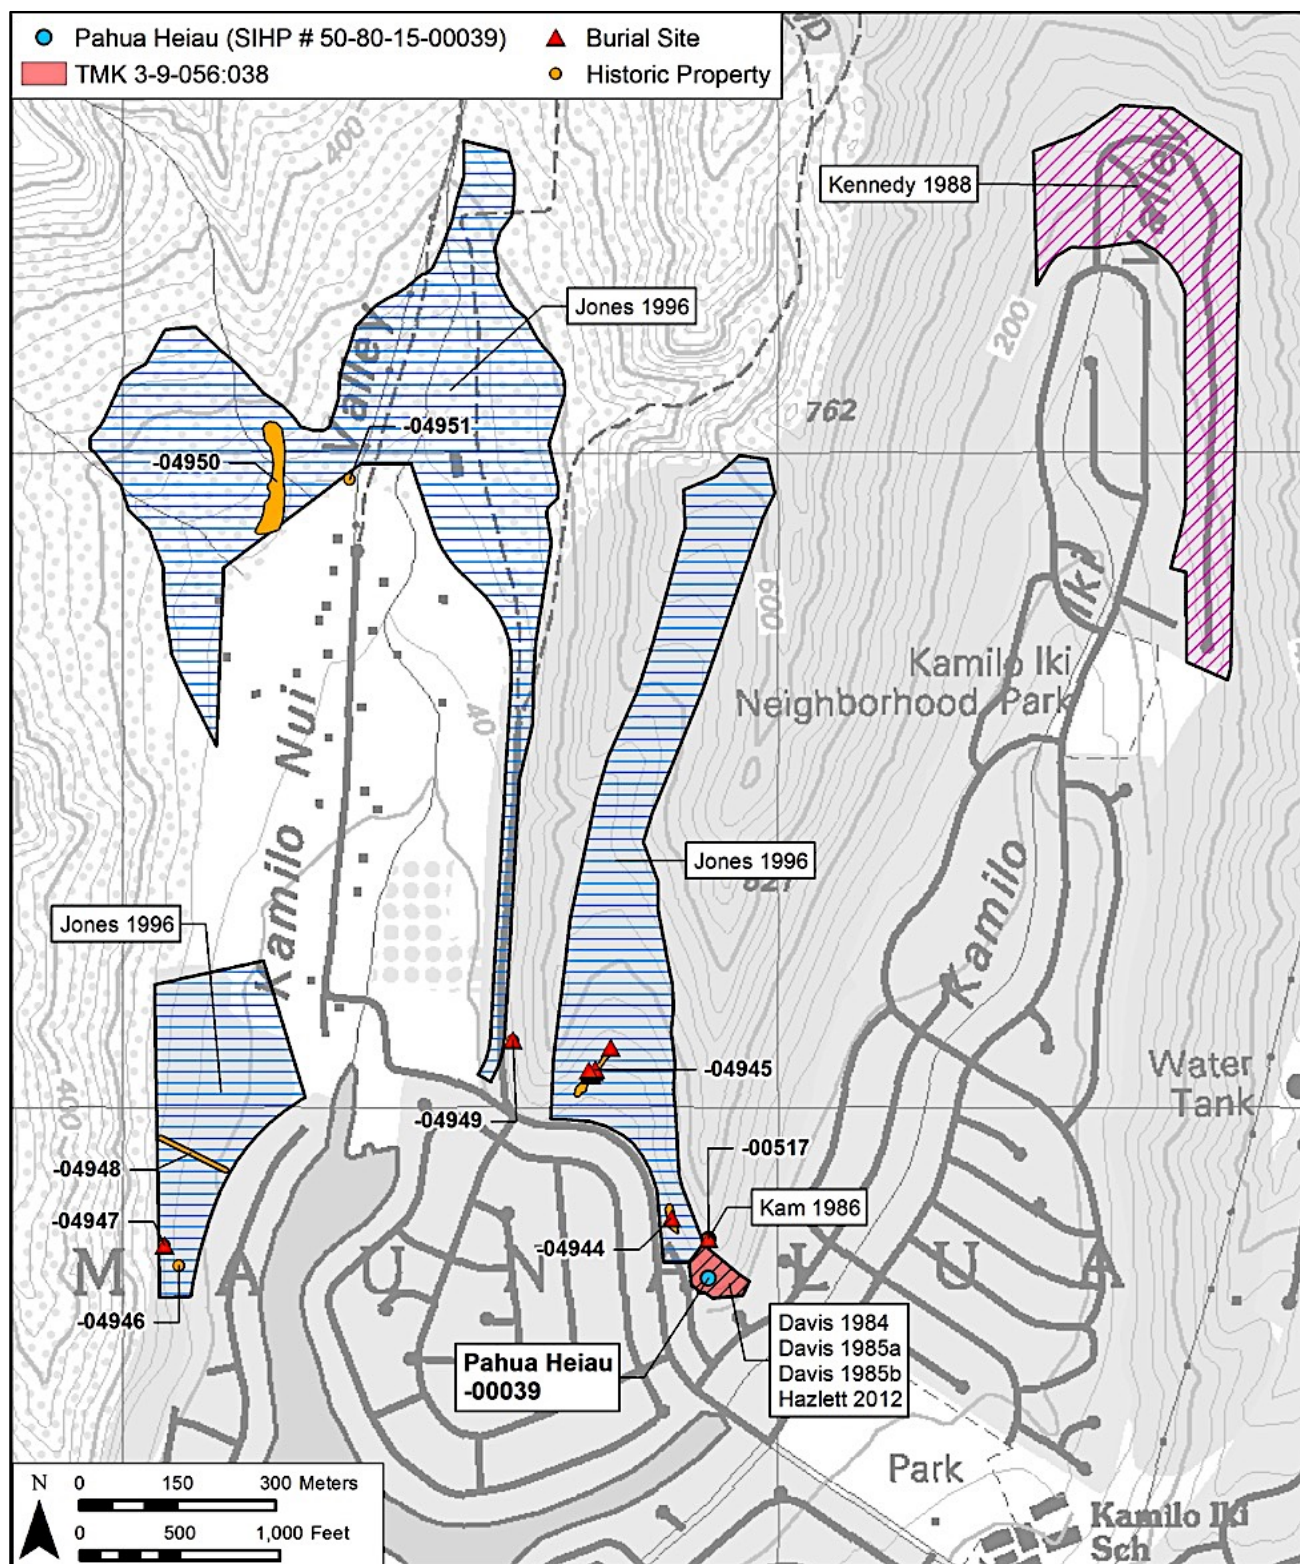 Pahua Heiau (SIHP # 50-80-15-00039)
Burial Site
TMK 3-9-056:038
Historic Property
400
Kennedy 1988
Valley
Jones 1996
200
Valley
-04951
762
-04950
Iki
600
Kamilo Iki
Neighborhood Park
40
Kamilo Nui
Jones 1996
627
Jones 1996
Kamilo
400
Water
Tank
-04945
-04949
-00517
-04948
Kam 1986
-04947
-04944
M A U N A L U A
-04946
Davis 1984
Davis 1985a
Davis 1985b
Hazlett 2012
Pahua Heiau
-00039
Park
Kamilo Iki
Sch
N
0 150 300 Meters
0 500 1,000 Feet